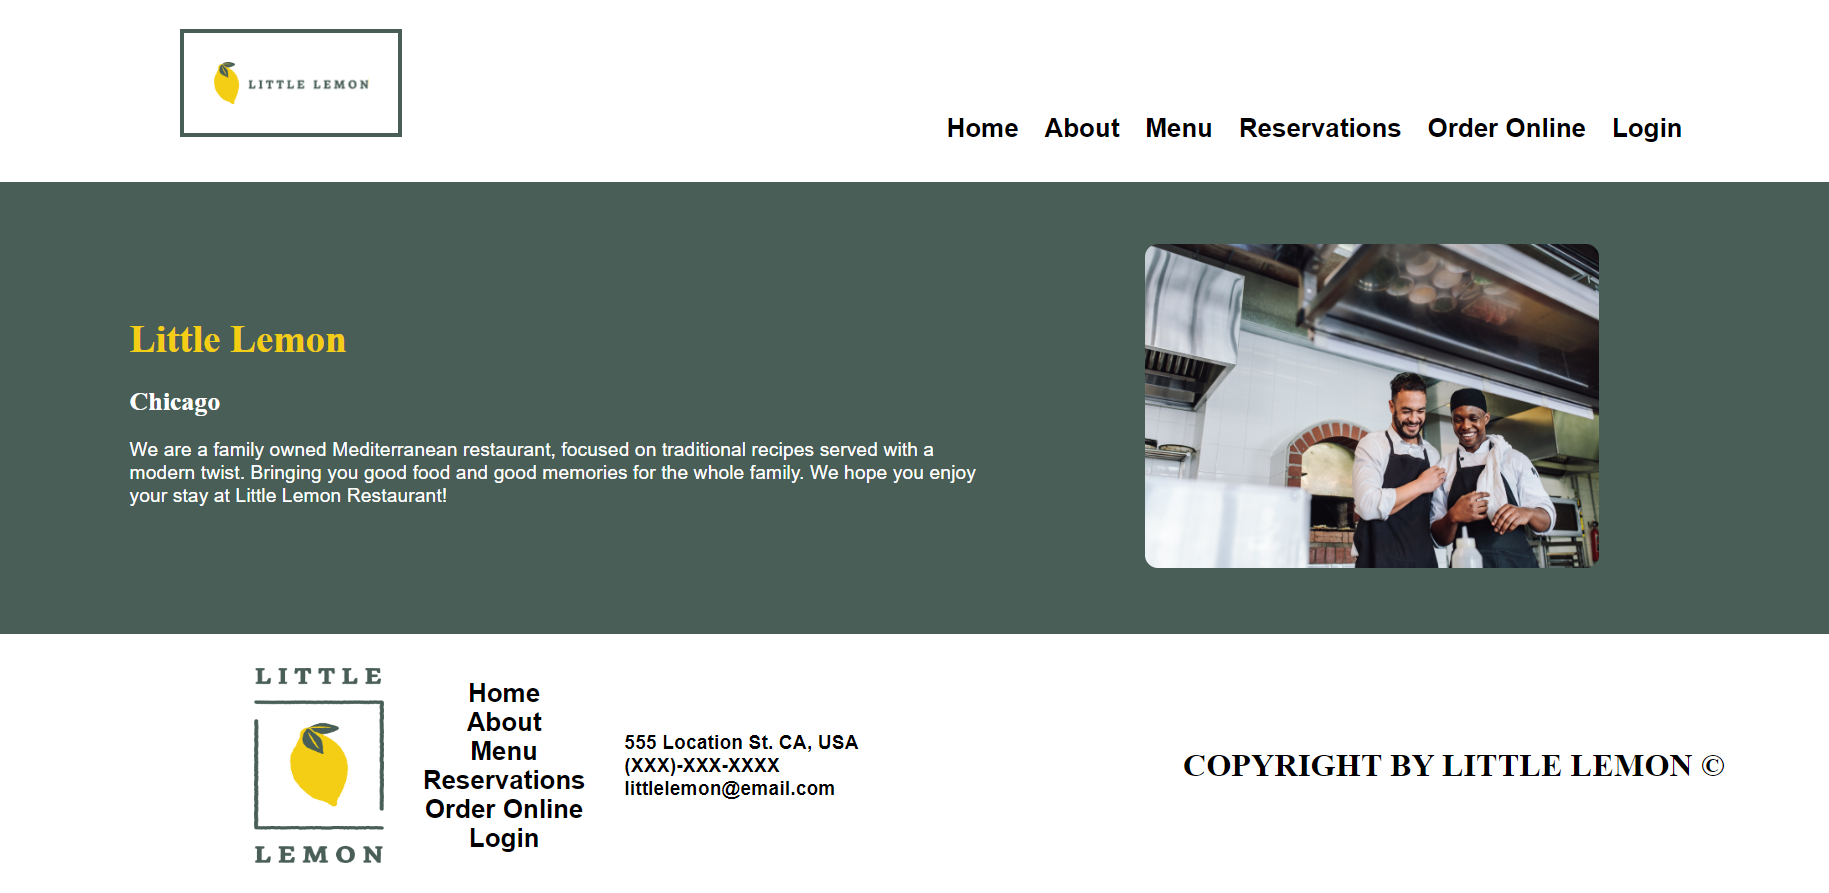 LITTLE LEMON
Home About Menu Reservations Order Online Login
Little Lemon
Chicago
We are a family owned Mediterranean restaurant, focused on traditional recipes served with a
modern twist. Bringing you good food and good memories for the whole family. We hope you enjoy
your stay at Little Lemon Restaurant!
LITTLE
LEMON
Home
About
Menu
Reservations
Order Online
Login
555 Location St. CA, USA
(XXX)-XXX-XXXX
littlelemon@email.com
COPYRIGHT BY LITTLE LEMON ©